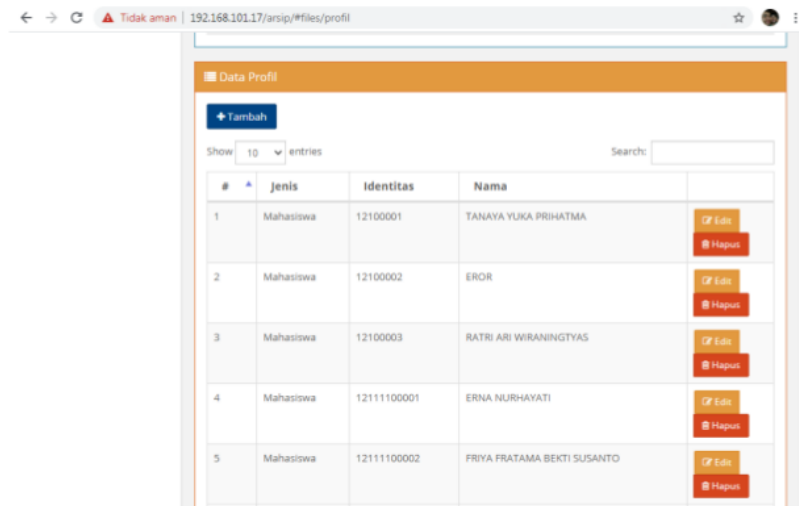 Tidak aman | 192.168.101.17/arsip/#files/profil
Data Profil
+Tambah
Show 10 entries Search:
# Jenis Identitas Nama
1 Mahasiswa 12100001 TANAYA YUKA PRIHATMA Edit
Hapus
2 Mahasiswa 12100002 EROR Edit
Hapus
3 Mahasiswa 12100003 RATRI ARI WIRANINGTYAS Edit
Hapus
4 Mahasiswa 12111100001 ERNA NURHAYATI Edit
Hapus
5 Mahasiswa 12111100002 FRIYA FRATAMA BEKTI SUSANTO Edit
Hapus